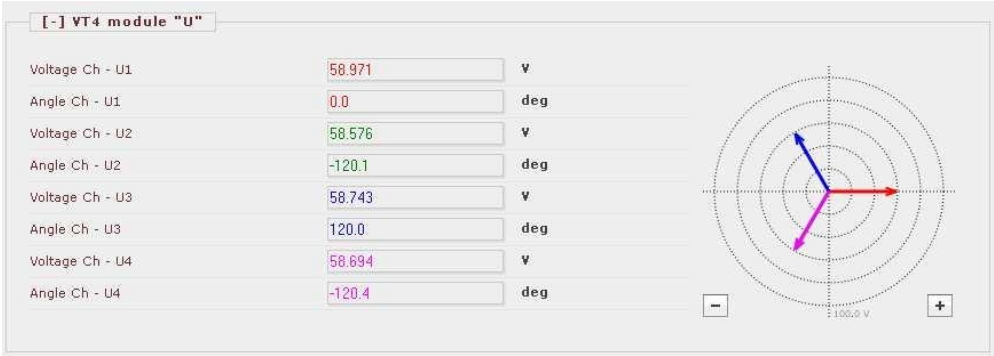 [-] VT4 module "U"
Voltage Ch - U1 58.971 V
Angle Ch - U1 0.0 deg
Voltage Ch - U2 58.576 V
Angle Ch - U2 -120.1 deg
Voltage Ch - U3 58.743 V
Angle Ch - U3 120.0 deg
Voltage Ch - U4 58.694 V
Angle Ch - U4 -120.4 deg
- +
100.0 V